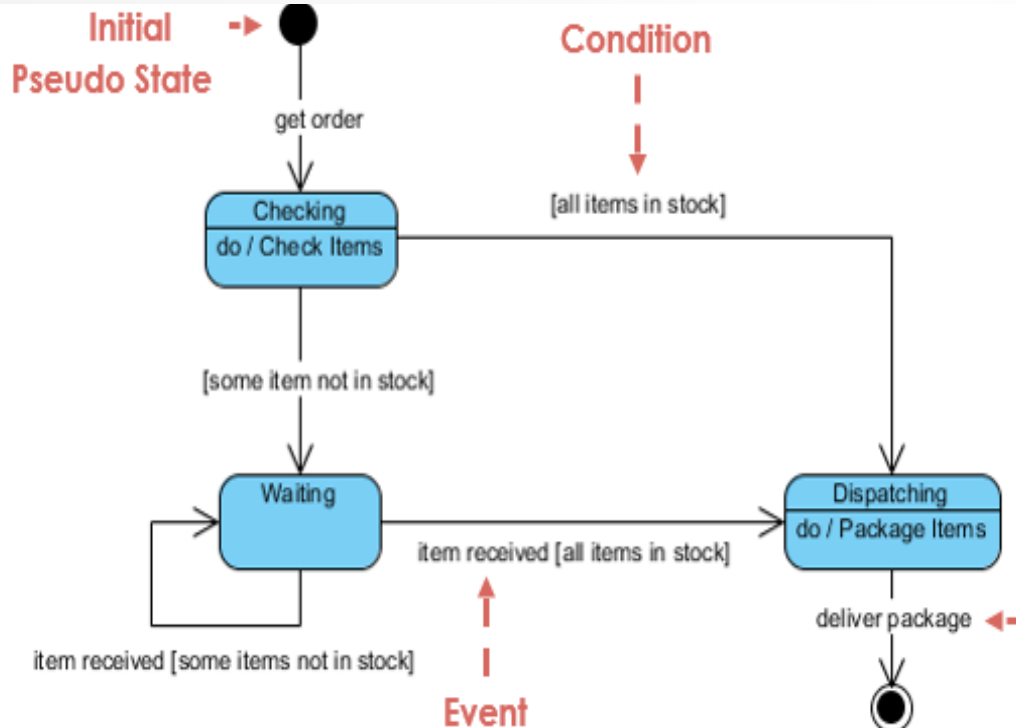 Initial
Pseudo State
Condition
get order
[all items in stock]
Checking
do / Check Items
[some item not in stock]
Waiting
Dispatching
do / Package Items
item received [all items in stock]
deliver package
item received [some items not in stock]
Event